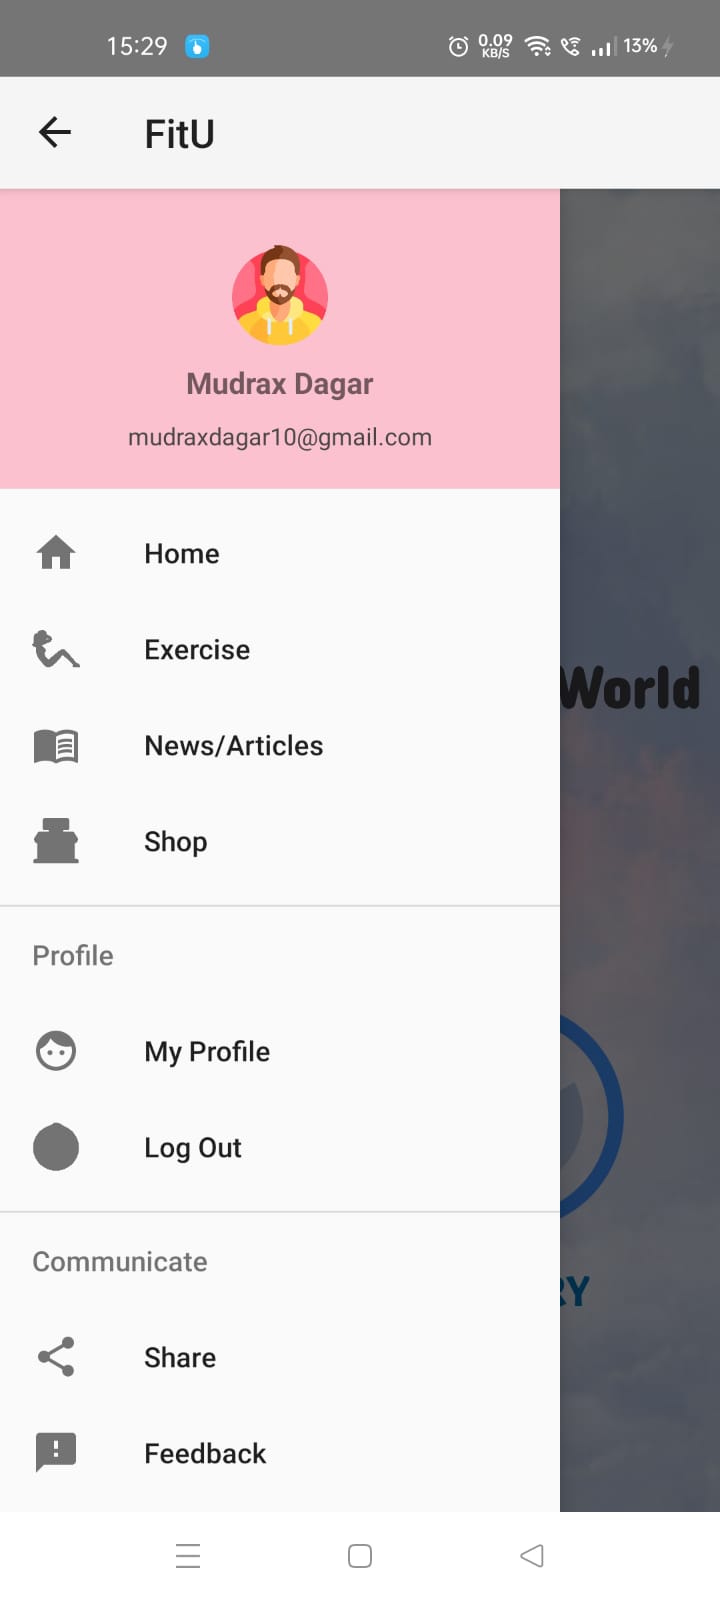 15:29
0.09
KB/S
13%
FitU
Mudrax Dagar
mudraxdagar10@gmail.com
Home
Exercise
World
News/Articles
Shop
Profile
My Profile
Log Out
Communicate
RY
Share
Feedback